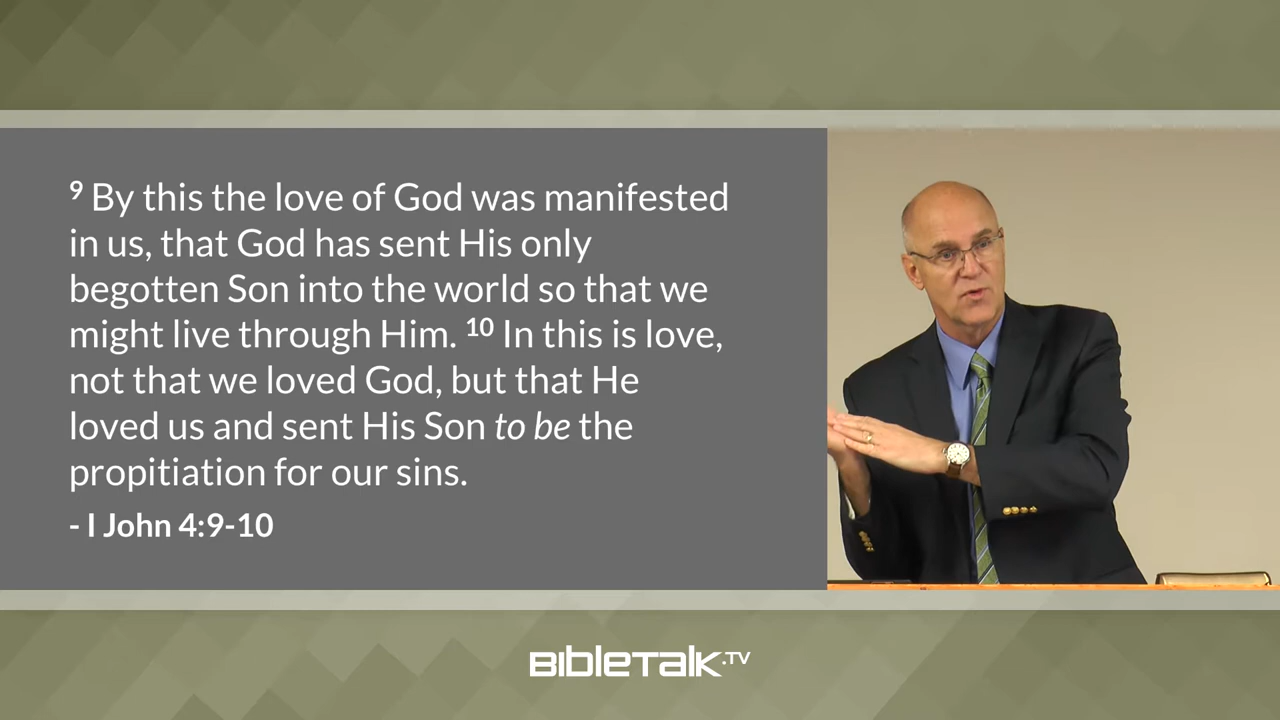 ⁹ By this the love of God was manifested
in us, that God has sent His only
begotten Son into the world so that we
might live through Him. ¹⁰ In this is love,
not that we loved God, but that He
loved us and sent His Son to be the
propitiation for our sins.
- I John 4:9-10
BibleTalk.TV